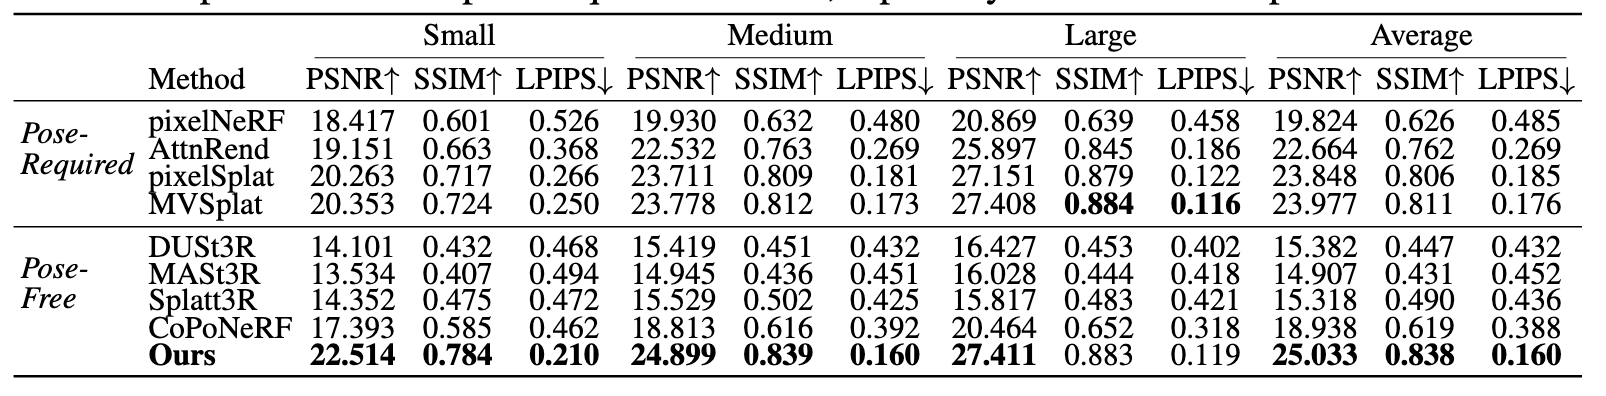 Small Medium Large Average
Method PSNR↑ SSIM↑ LPIPS↓ PSNR↑ SSIM↑ LPIPS↓ PSNR↑ SSIM↑ LPIPS↓ PSNR↑ SSIM↑ LPIPS↓
Pose-
Required
pixelNeRF 18.417 0.601 0.526 19.930 0.632 0.480 20.869 0.639 0.458 19.824 0.626 0.485
AttnRend 19.151 0.663 0.368 22.532 0.763 0.269 25.897 0.845 0.186 22.664 0.762 0.269
pixelSplat 20.263 0.717 0.266 23.711 0.809 0.181 27.151 0.879 0.122 23.848 0.806 0.185
MVSplat 20.353 0.724 0.250 23.778 0.812 0.173 27.408 0.884 0.116 23.977 0.811 0.176
Pose-
Free
DUSt3R 14.101 0.432 0.468 15.419 0.451 0.432 16.427 0.453 0.402 15.382 0.447 0.432
MASt3R 13.534 0.407 0.494 14.945 0.436 0.451 16.028 0.444 0.418 14.907 0.431 0.452
Splatt3R 14.352 0.475 0.472 15.529 0.502 0.425 15.817 0.483 0.421 15.318 0.490 0.436
CoPoNeRF 17.393 0.585 0.462 18.813 0.616 0.392 20.464 0.652 0.318 18.938 0.619 0.388
Ours 22.514 0.784 0.210 24.899 0.839 0.160 27.411 0.883 0.119 25.033 0.838 0.160